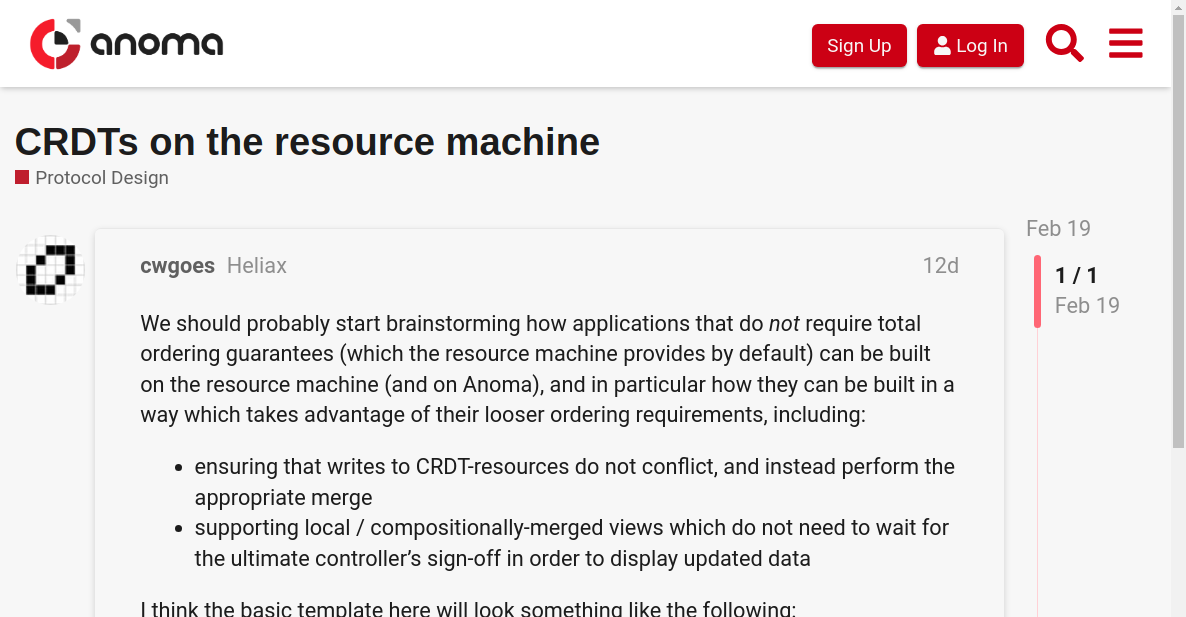 anoma
Sign Up
Log In
CRDTs on the resource machine
Protocol Design
Feb 19
cwgoes Heliax 12d
1 / 1
Feb 19
We should probably start brainstorming how applications that do not require total
ordering guarantees (which the resource machine provides by default) can be built
on the resource machine (and on Anoma), and in particular how they can be built in a
way which takes advantage of their looser ordering requirements, including:
• ensuring that writes to CRDT-resources do not conflict, and instead perform the
appropriate merge
• supporting local / compositionally-merged views which do not need to wait for
the ultimate controller’s sign-off in order to display updated data
I think the basic template here will look something like the following: